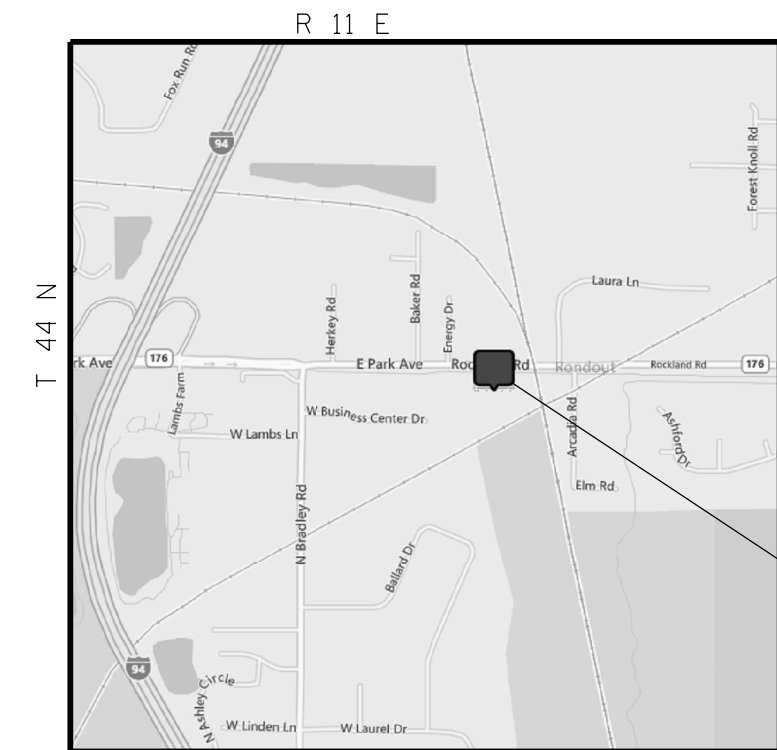 R 11 E
T 44 N
Fox Run Rd
94
Forest Knoll Rd
Laura Ln
Herkey Rd
Baker Rd
Energy Dr
rk Ave
176
E Park Ave
Roc
Rd
Rondout
Rockland Rd
176
Lambs Farm
W Business Center Dr
W Lambs Ln
Arcadia Rd
Ashford Dr
Elm Rd
N Bradley Rd
Ballard Dr
94
N Ashley Circle
W Linden Ln
W Laurel Dr